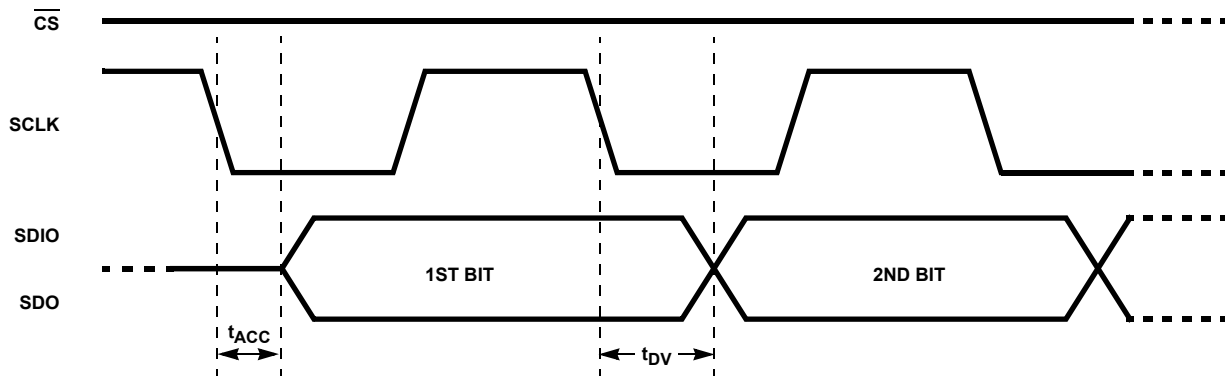 CS
SCLK
SDIO
1ST BIT
2ND BIT
SDO
tACC
tDV